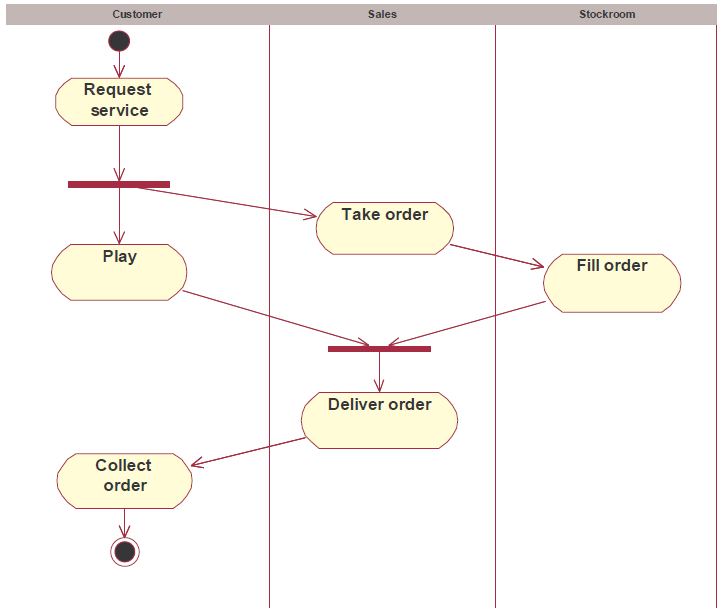 Customer
Sales
Stockroom
Request
service
Take order
Play
Fill order
Deliver order
Collect
order